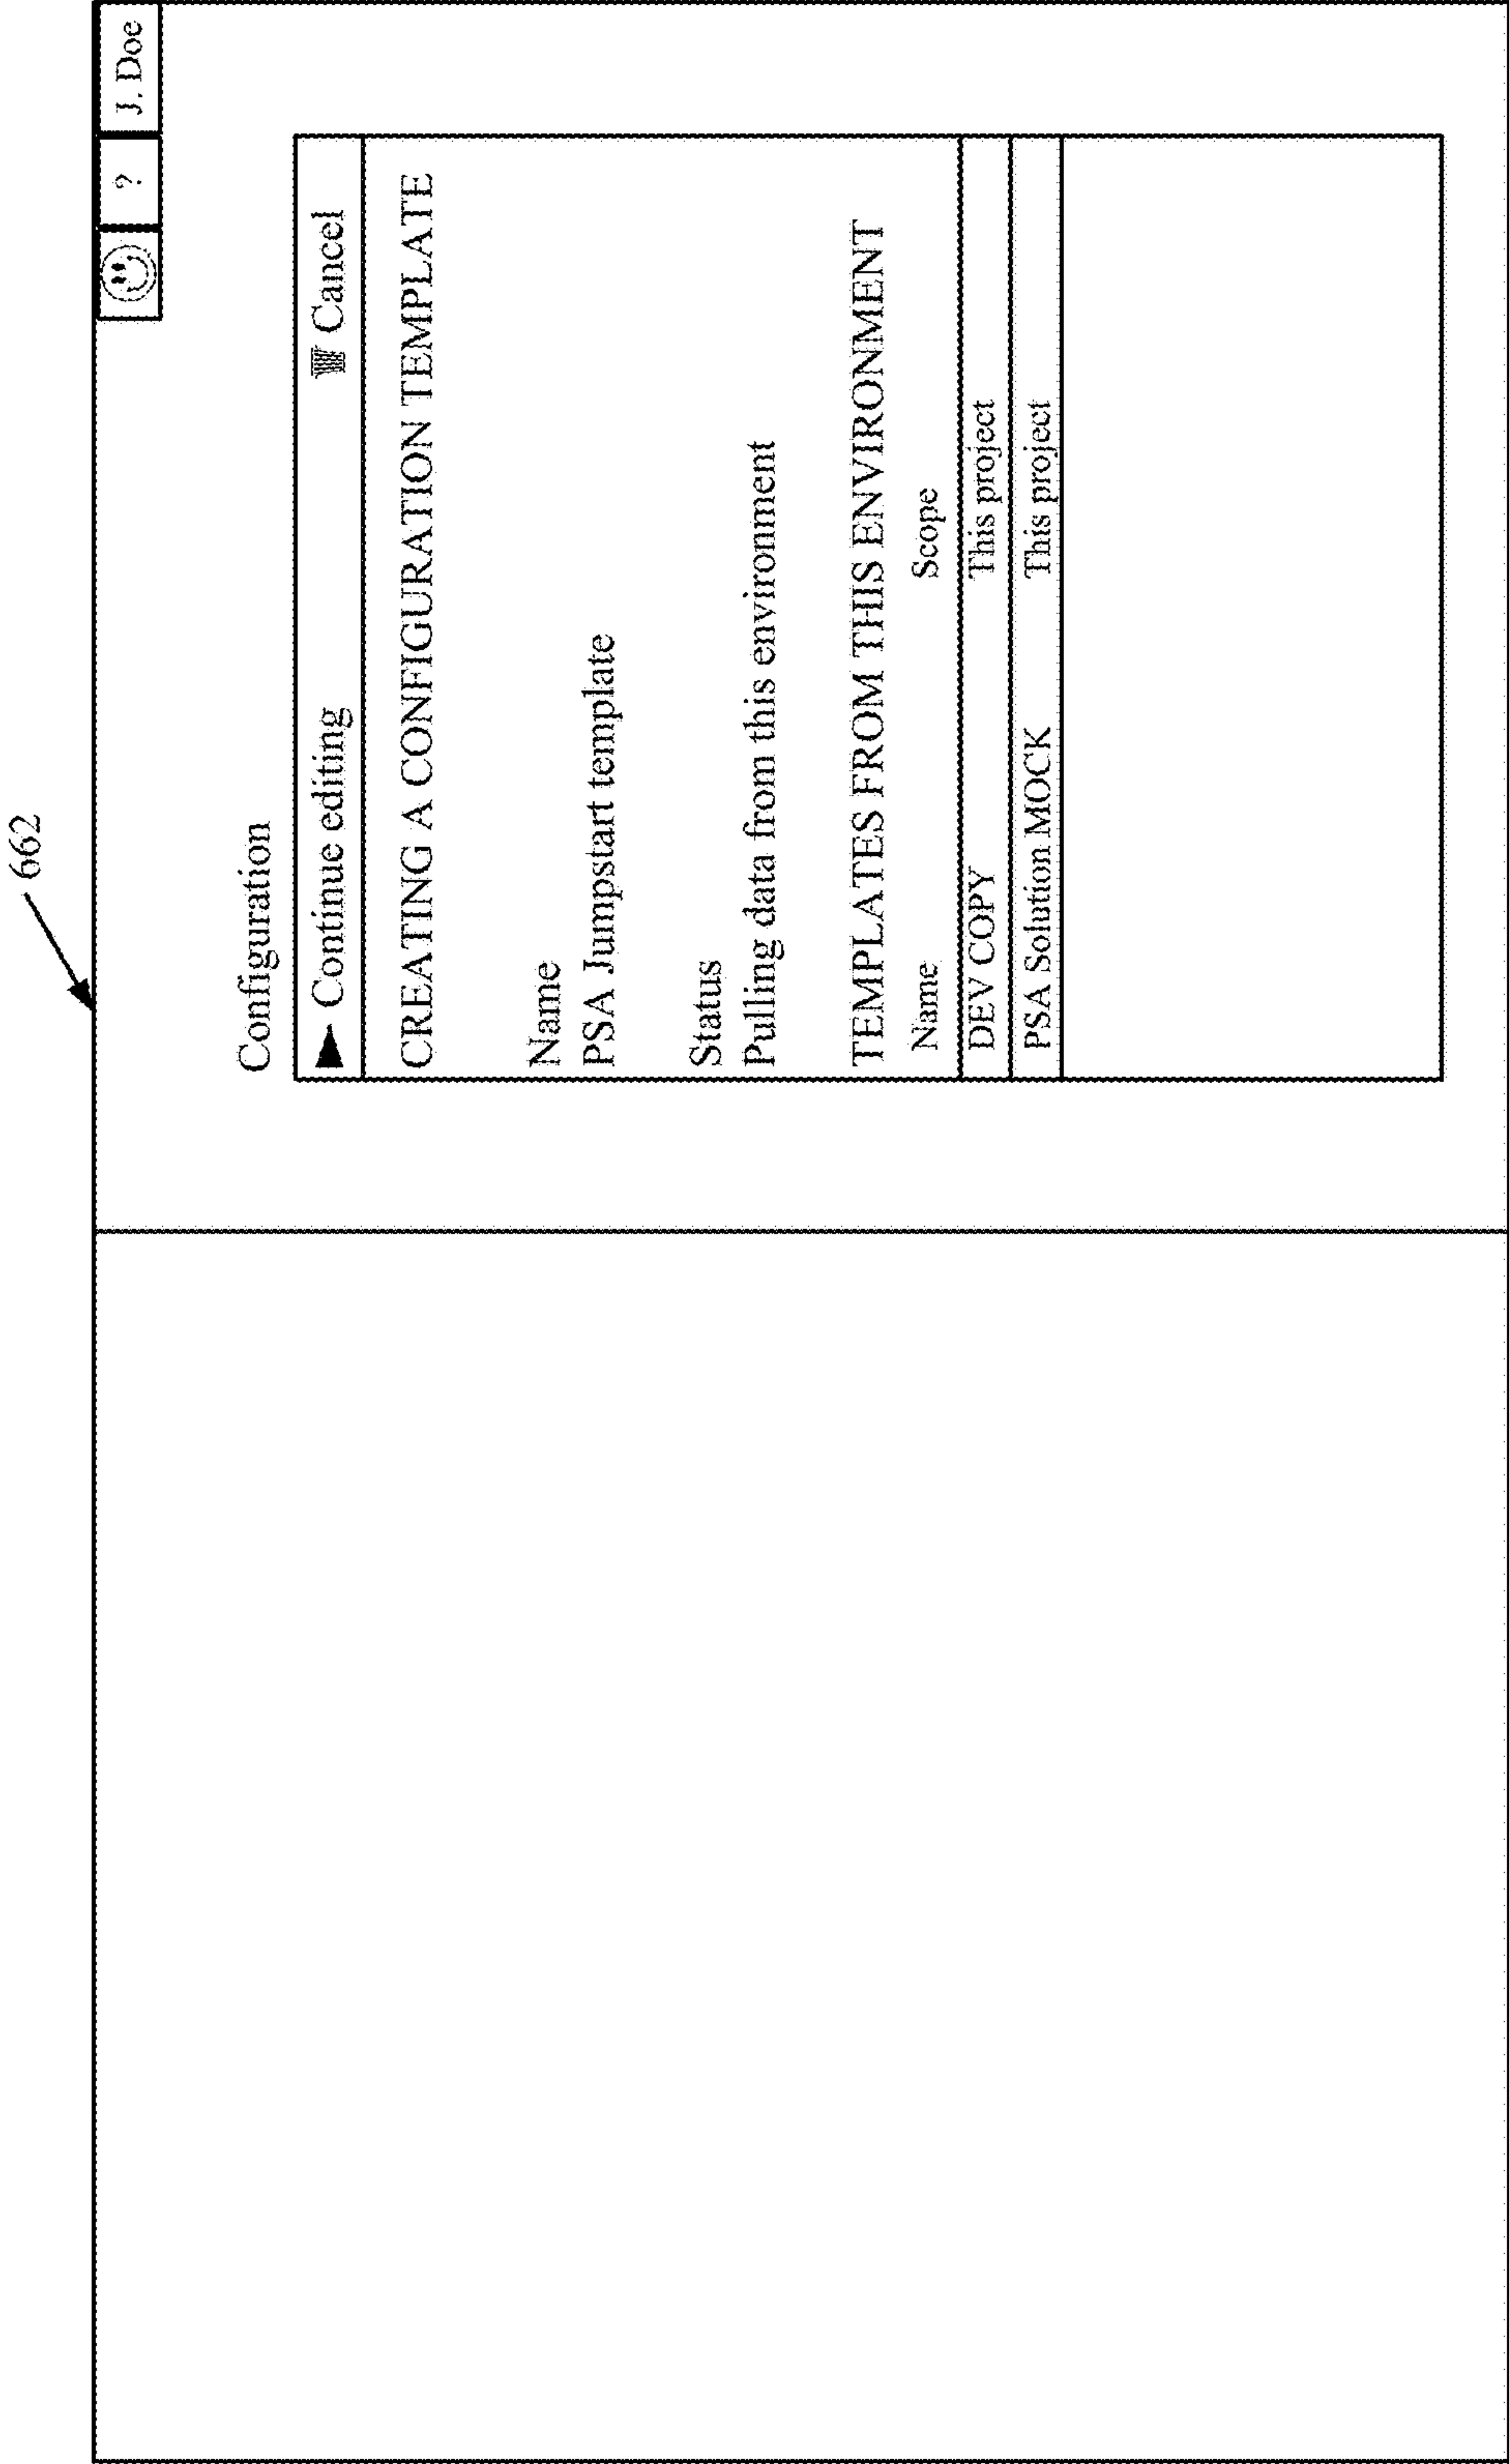 662
? J. Doe
Configuration
Continue editing Cancel
CREATING A CONFIGURATION TEMPLATE
Name
PSA Jumpstart template
Status
Pulling data from this environment
TEMPLATES FROM THIS ENVIRONMENT
Name Scope
DEV COPY This project
PSA Solution MOCK This project